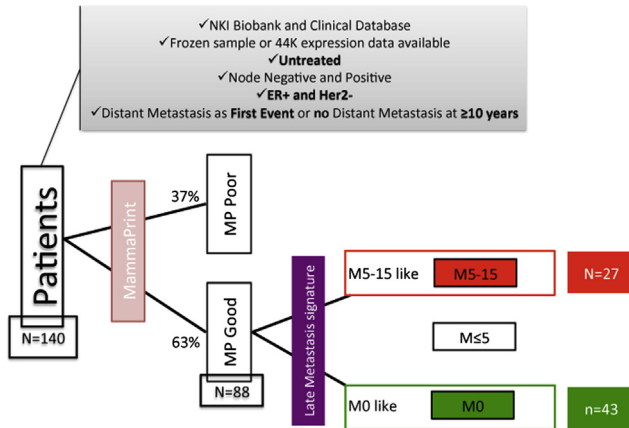 ✓NKI Biobank and Clinical Database
✓Frozen sample or 44K expression data available
✓Untreated
✓Node Negative and Positive
✓ER+ and Her2-
✓Distant Metastasis as First Event or no Distant Metastasis at ≥10 years
Patients
N=140
MammaPrint
37%
MP Poor
63%
MP Good
N=88
Late Metastasis signature
M5-15 like
M5-15
N=27
M≤5
M0 like
M0
n=43